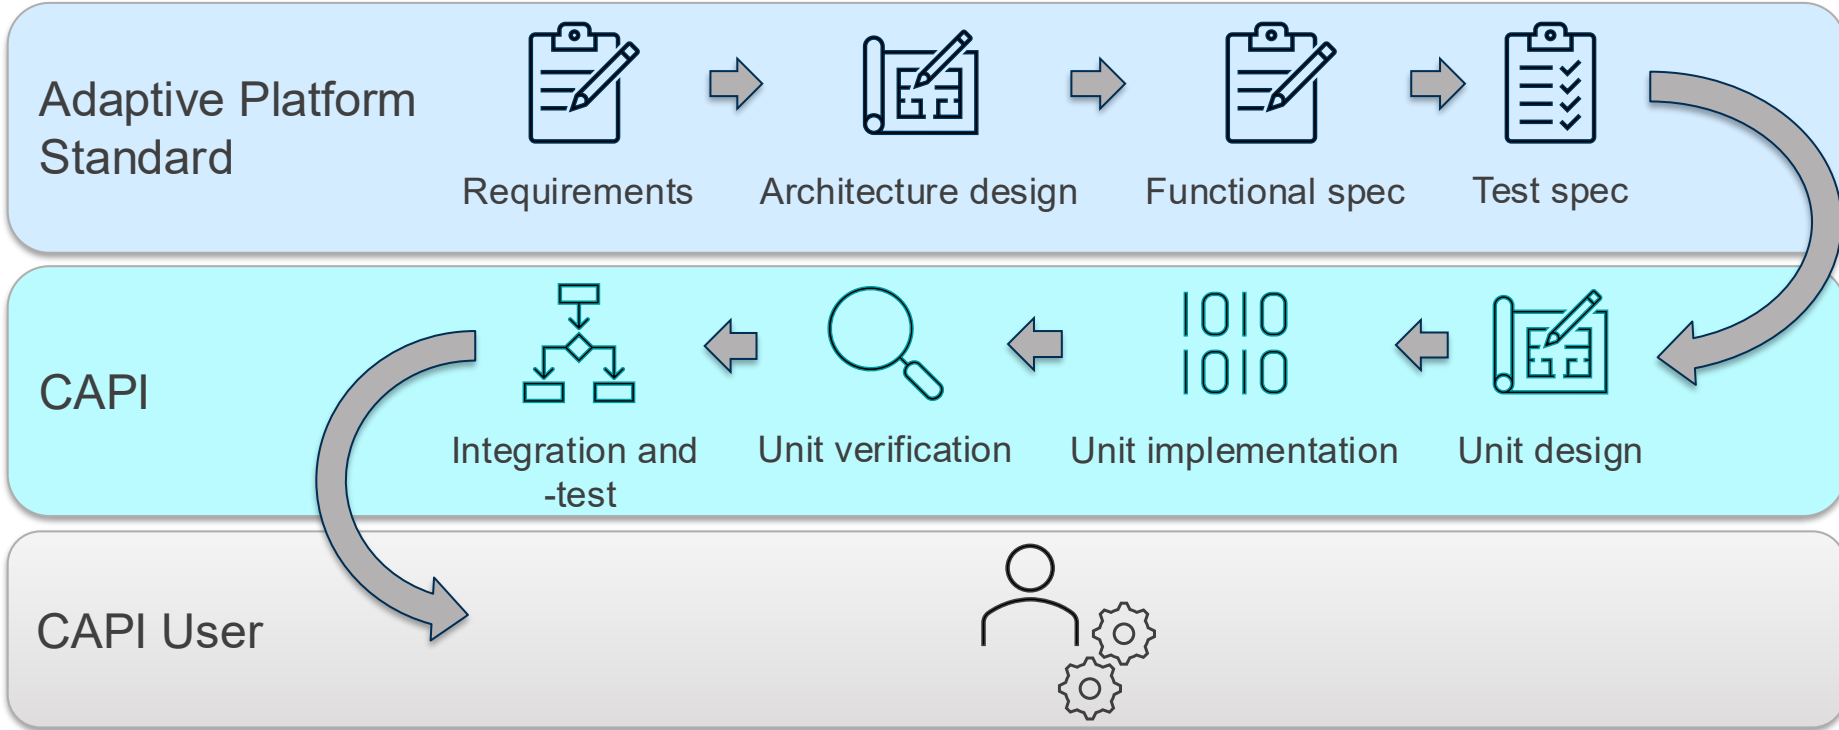 Adaptive Platform
Standard
Requirements
Architecture design
Functional spec
Test spec
CAPI
Integration and
-test
Unit verification
Unit implementation
Unit design
CAPI User